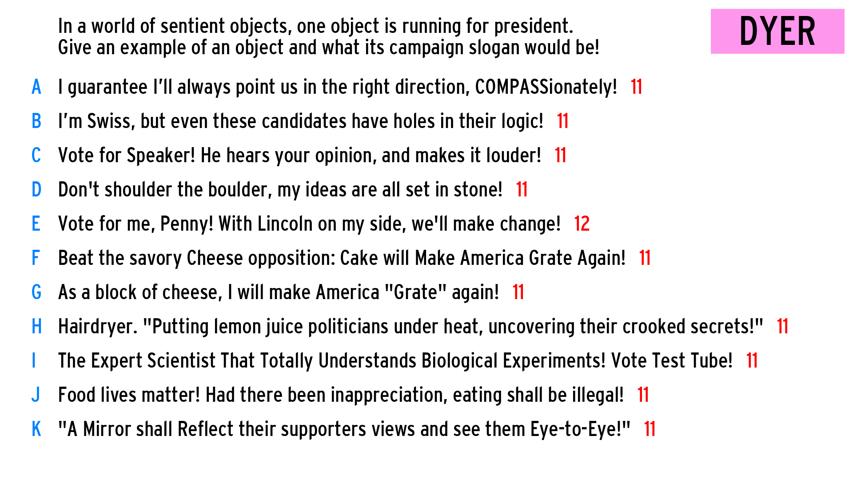 In a world of sentient objects, one object is running for president.
Give an example of an object and what its campaign slogan would be!
DYER
A I guarantee I'll always point us in the right direction, COMPASSionately! 11
B I'm Swiss, but even these candidates have holes in their logic! 11
C Vote for Speaker! He hears your opinion, and makes it louder! 11
D Don't shoulder the boulder, my ideas are all set in stone! 11
E Vote for me, Penny! With Lincoln on my side, we'll make change! 12
F Beat the savory Cheese opposition: Cake will Make America Grate Again! 11
G As a block of cheese, I will make America "Grate" again! 11
H Hairdryer. "Putting lemon juice politicians under heat, uncovering their crooked secrets!" 11
I The Expert Scientist That Totally Understands Biological Experiments! Vote Test Tube! 11
J Food lives matter! Had there been inappreciation, eating shall be illegal! 11
K "A Mirror shall Reflect their supporters views and see them Eye-to-Eye!" 11